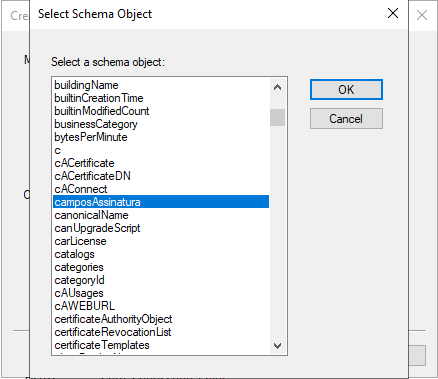 Select Schema Object
Cre
Select a schema object:
buildingName
builtinCreationTime
builtinModifiedCount
businessCategory
bytesPerMinute
c
cACertificate
cACertificateDN
cAConnect
camposAssinatura
canonicalName
canUpgradeScript
carLicense
catalogs
categories
categoryId
cAUsages
cAWEBURL
certificateAuthorityObject
certificateRevocationList
certificateTemplates
OK
Cancel